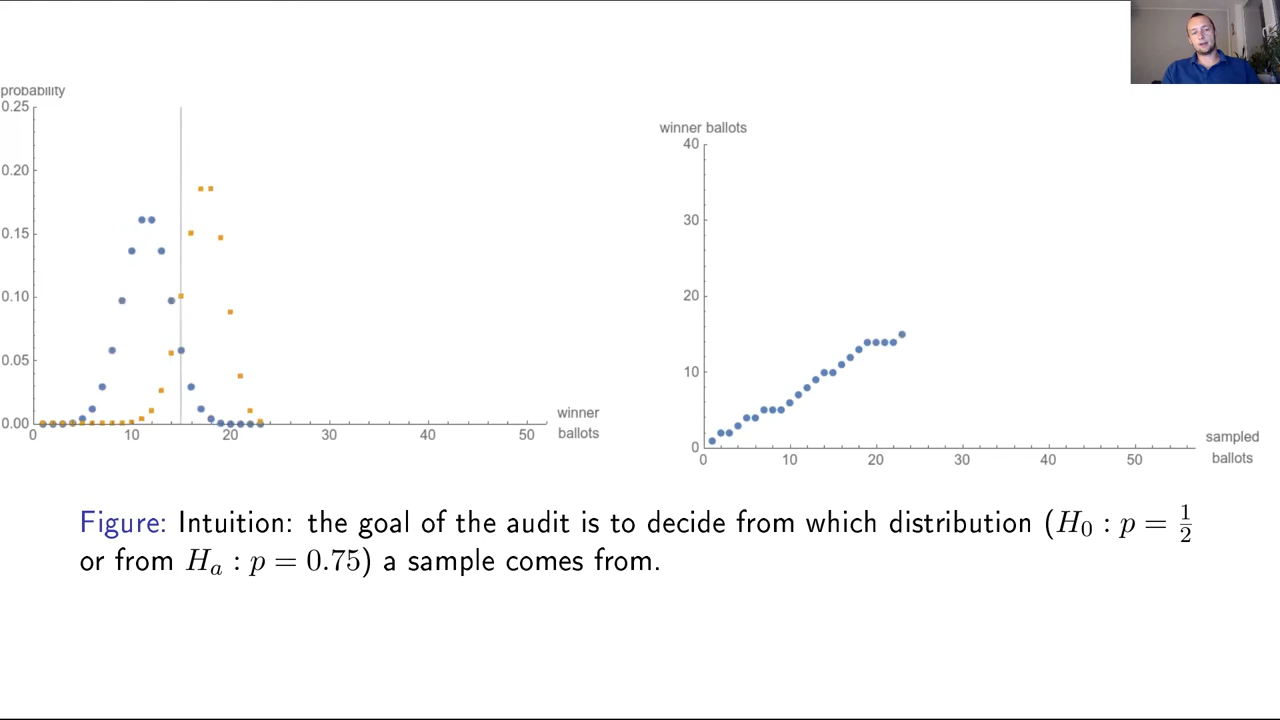 probability
0.25
0.20
0.15
0.10
0.05
0.00
0 10 20 30 40 50
winner
ballots
winner ballots
40
30
20
10
0
0 10 20 30 40 50
sampled
ballots
Figure: Intuition: the goal of the audit is to decide from which distribution (H₀ : p = 1/2
or from Hₐ : p = 0.75) a sample comes from.